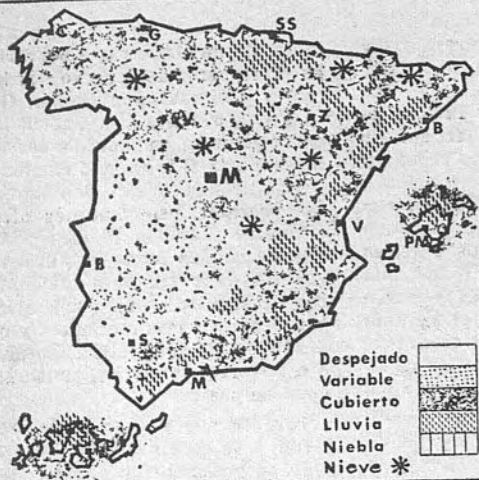 C G SS
V Z B
M
V PM
B
S
M
Despejado
Variable
Cubierto
Lluvia
Niebla
Nieve